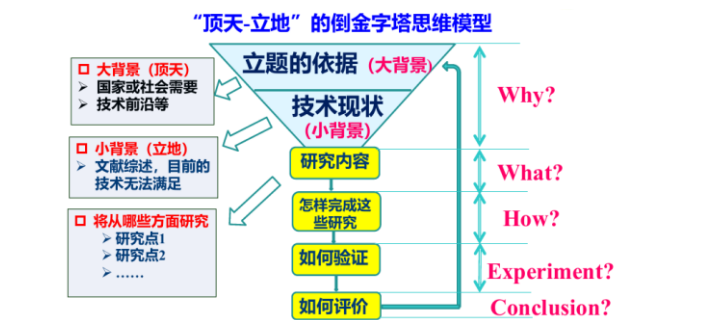 “顶天-立地”的倒金字塔思维模型
立题的依据（大背景）
技术现状
（小背景）
研究内容
怎样完成这
些研究
如何验证
如何评价
大背景（顶天）
国家或社会需要
技术前沿等
小背景（立地）
文献综述，目前的
技术无法满足
将从哪些方面研究
研究点1
研究点2
……
Why?
What?
How?
Experiment?
Conclusion?